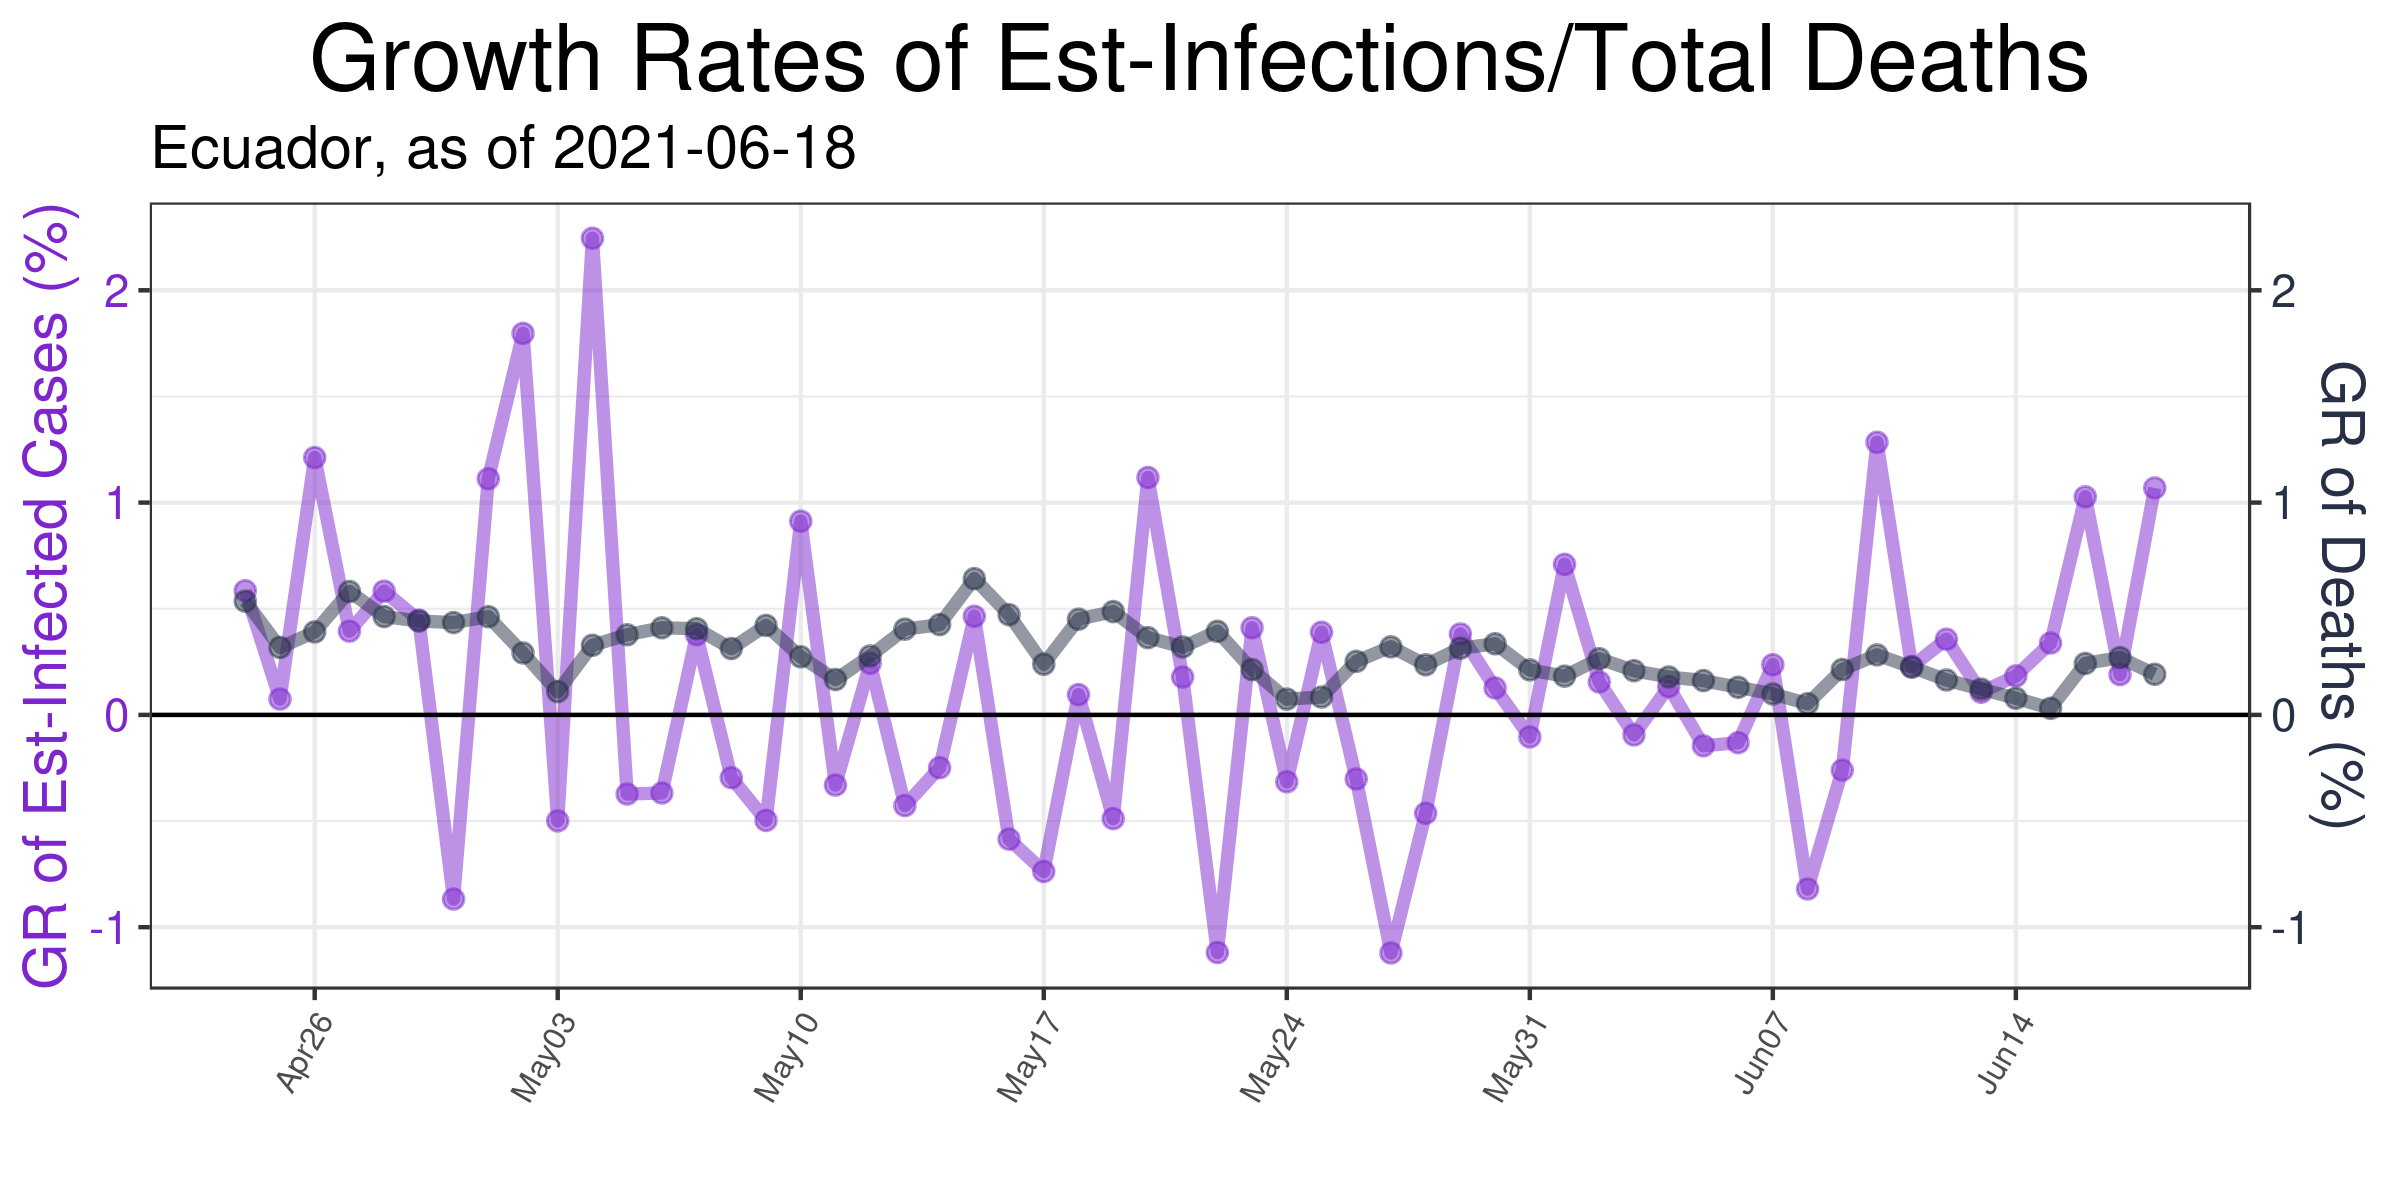 Growth Rates of Est-Infections/Total Deaths
Ecuador, as of 2021-06-18
GR of Est-Infected Cases (%)
2
1
0
-1
2
1
0
-1
GR of Deaths (%)
Apr26
May03
May10
May17
May24
May31
Jun07
Jun14